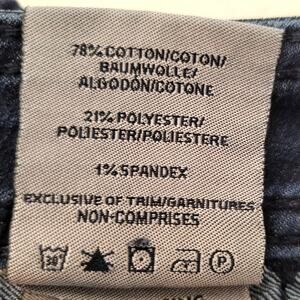 78% COTTON/COTON/
BAUMWOLLE/
ALGODÓN/COTONE
21% POLYESTER/
POLIESTER/POLIESTERE
1% SPANDEX
EXCLUSIVE OF TRIM/GARNITURES
NON-COMPRISES
30°
P